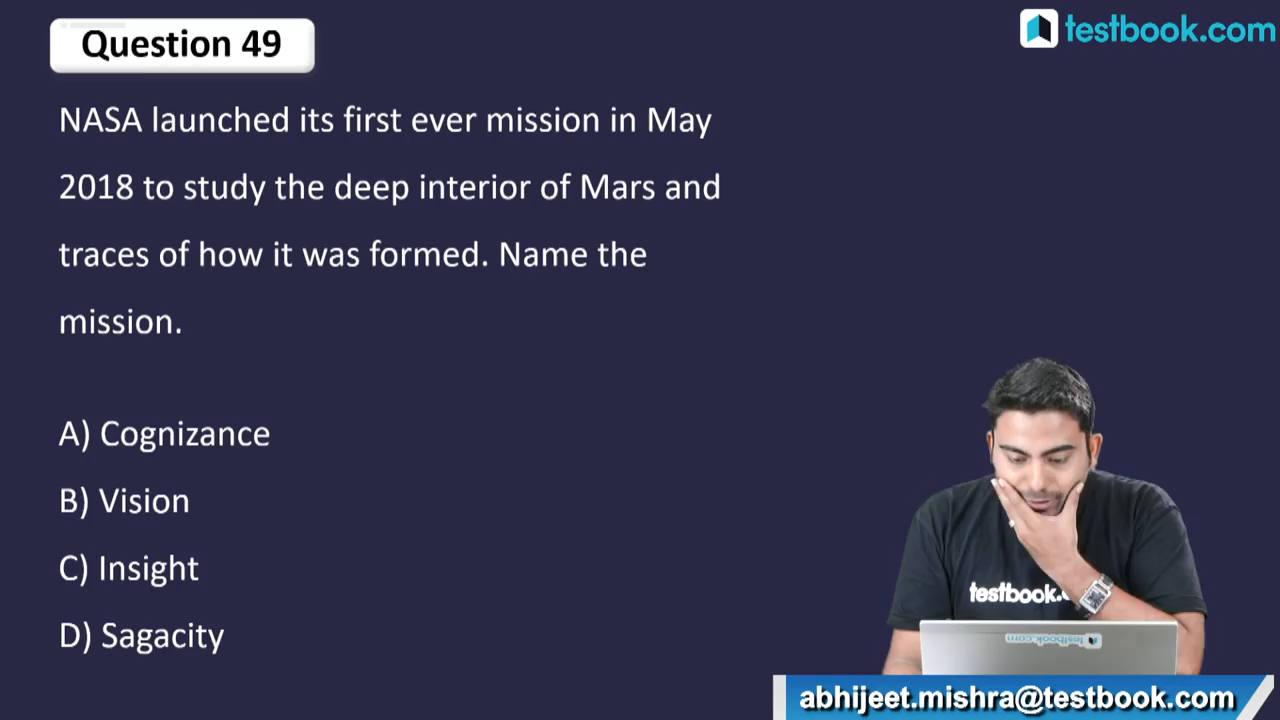 Question 49
testbook.com
NASA launched its first ever mission in May
2018 to study the deep interior of Mars and
traces of how it was formed. Name the
mission.
A) Cognizance
B) Vision
C) Insight
D) Sagacity
testbook.c
testbook.com
abhijeet.mishra@testbook.com